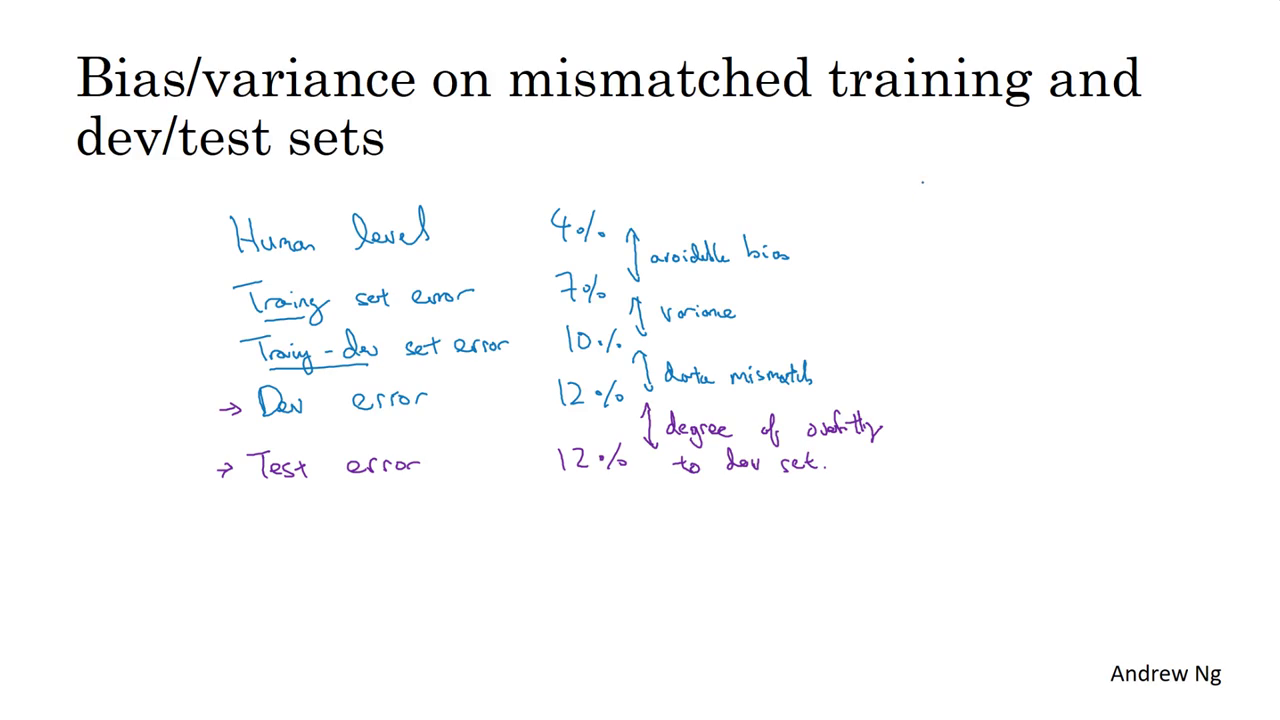 Bias/variance on mismatched training and
dev/test sets
Human level 4%
avoidable bias
Training set error 7%
variance
Training-dev set error 10%
data mismatch
→ Dev error 12%
degree of overfitting
→ Test error 12% to dev set.
Andrew Ng